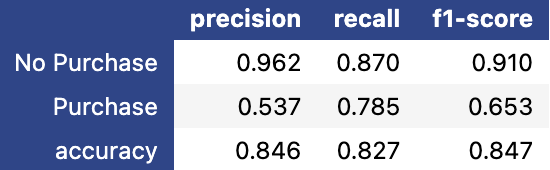 precision recall f1-score
No Purchase 0.962 0.870 0.910
Purchase 0.537 0.785 0.653
accuracy 0.846 0.827 0.847